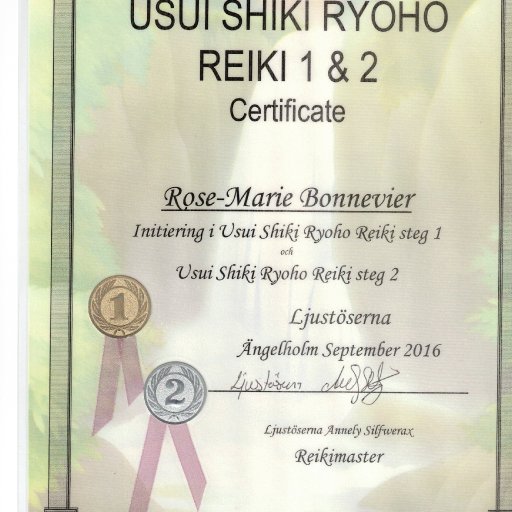 USUI SHIKI RYOHO
REIKI 1 & 2
Certificate
Rose-Marie Bonnevier
Initiering i Usui Shiki Ryoho Reiki steg 1
och
Usui Shiki Ryoho Reiki steg 2
1
Ljustöserna
Ängelholm September 2016
2
Ljustösern
Ljustöserna Annely Silfwerax
Reikimaster